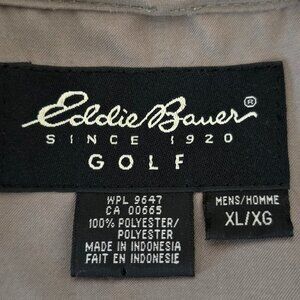 Eddie Bauer®
SINCE 1920
GOLF
WPL 9647
CA 00665
100% POLYESTER/
POLYESTER
MADE IN INDONESIA
FAIT EN INDONESIE
MENS/HOMME
XL/XG